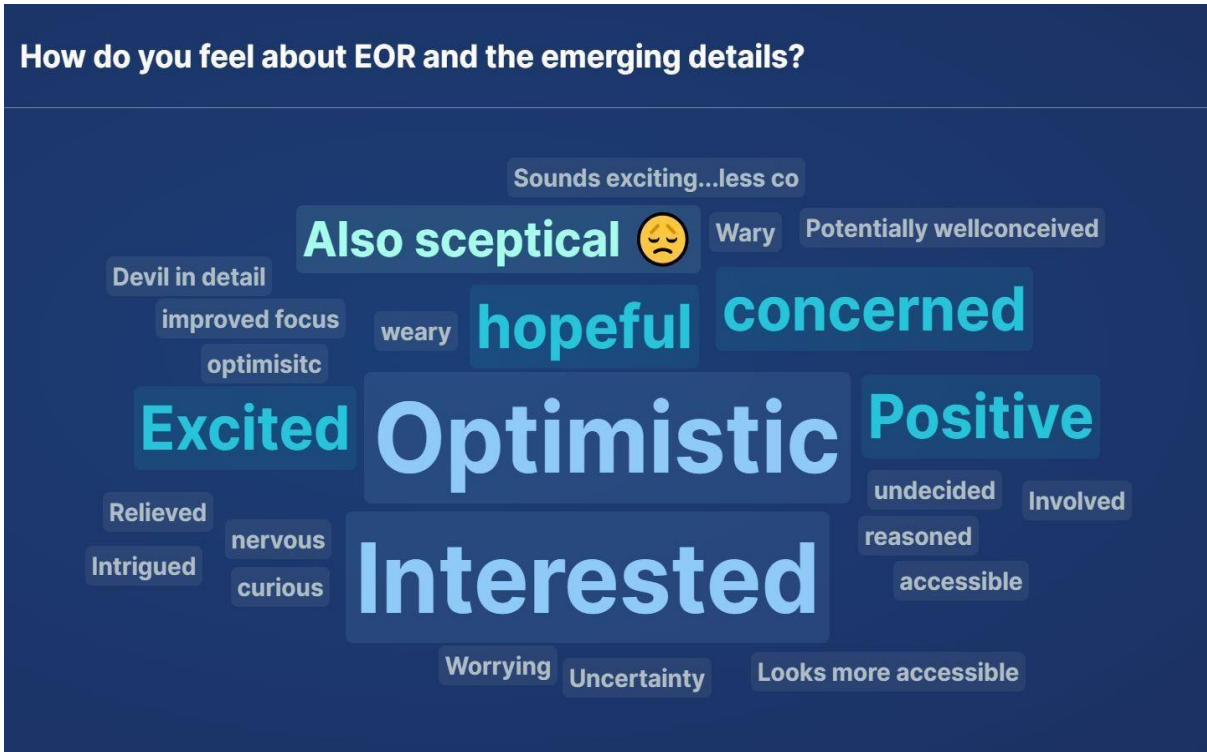 How do you feel about EOR and the emerging details?
Sounds exciting...less co
Also sceptical 😔
Wary
Potentially wellconceived
Devil in detail
improved focus
weary
hopeful
concerned
optimisitc
Excited
Optimistic
Positive
undecided
Involved
Relieved
nervous
reasoned
Intrigued
curious
Interested
accessible
Worrying
Uncertainty
Looks more accessible